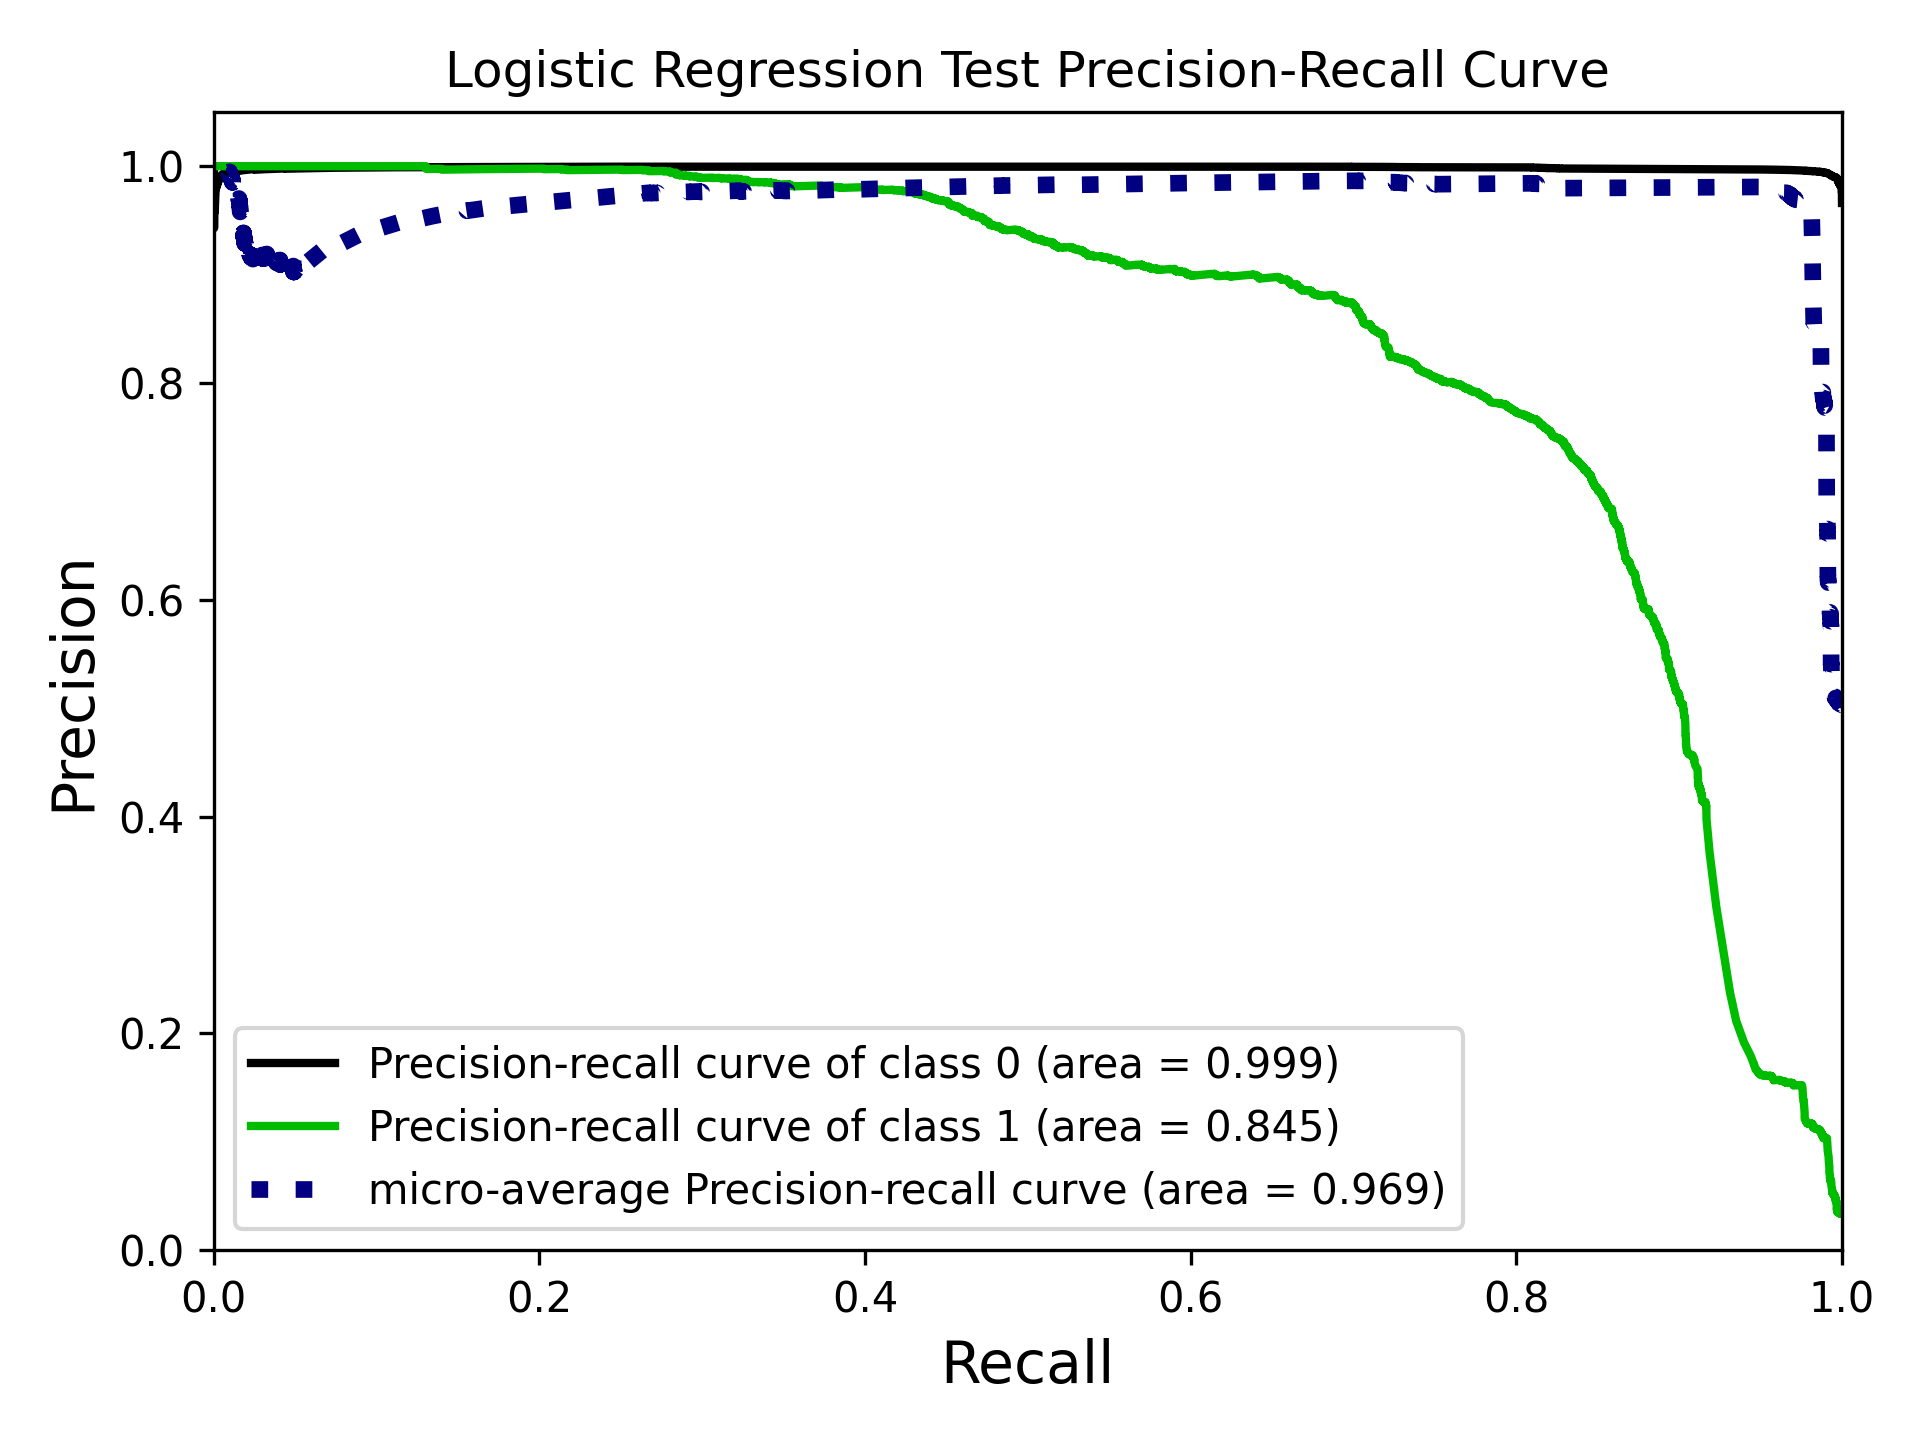 Logistic Regression Test Precision-Recall Curve
Precision
1.0
0.8
0.6
0.4
0.2
0.0
Precision-recall curve of class 0 (area = 0.999)
Precision-recall curve of class 1 (area = 0.845)
micro-average Precision-recall curve (area = 0.969)
0.0 0.2 0.4 0.6 0.8 1.0
Recall